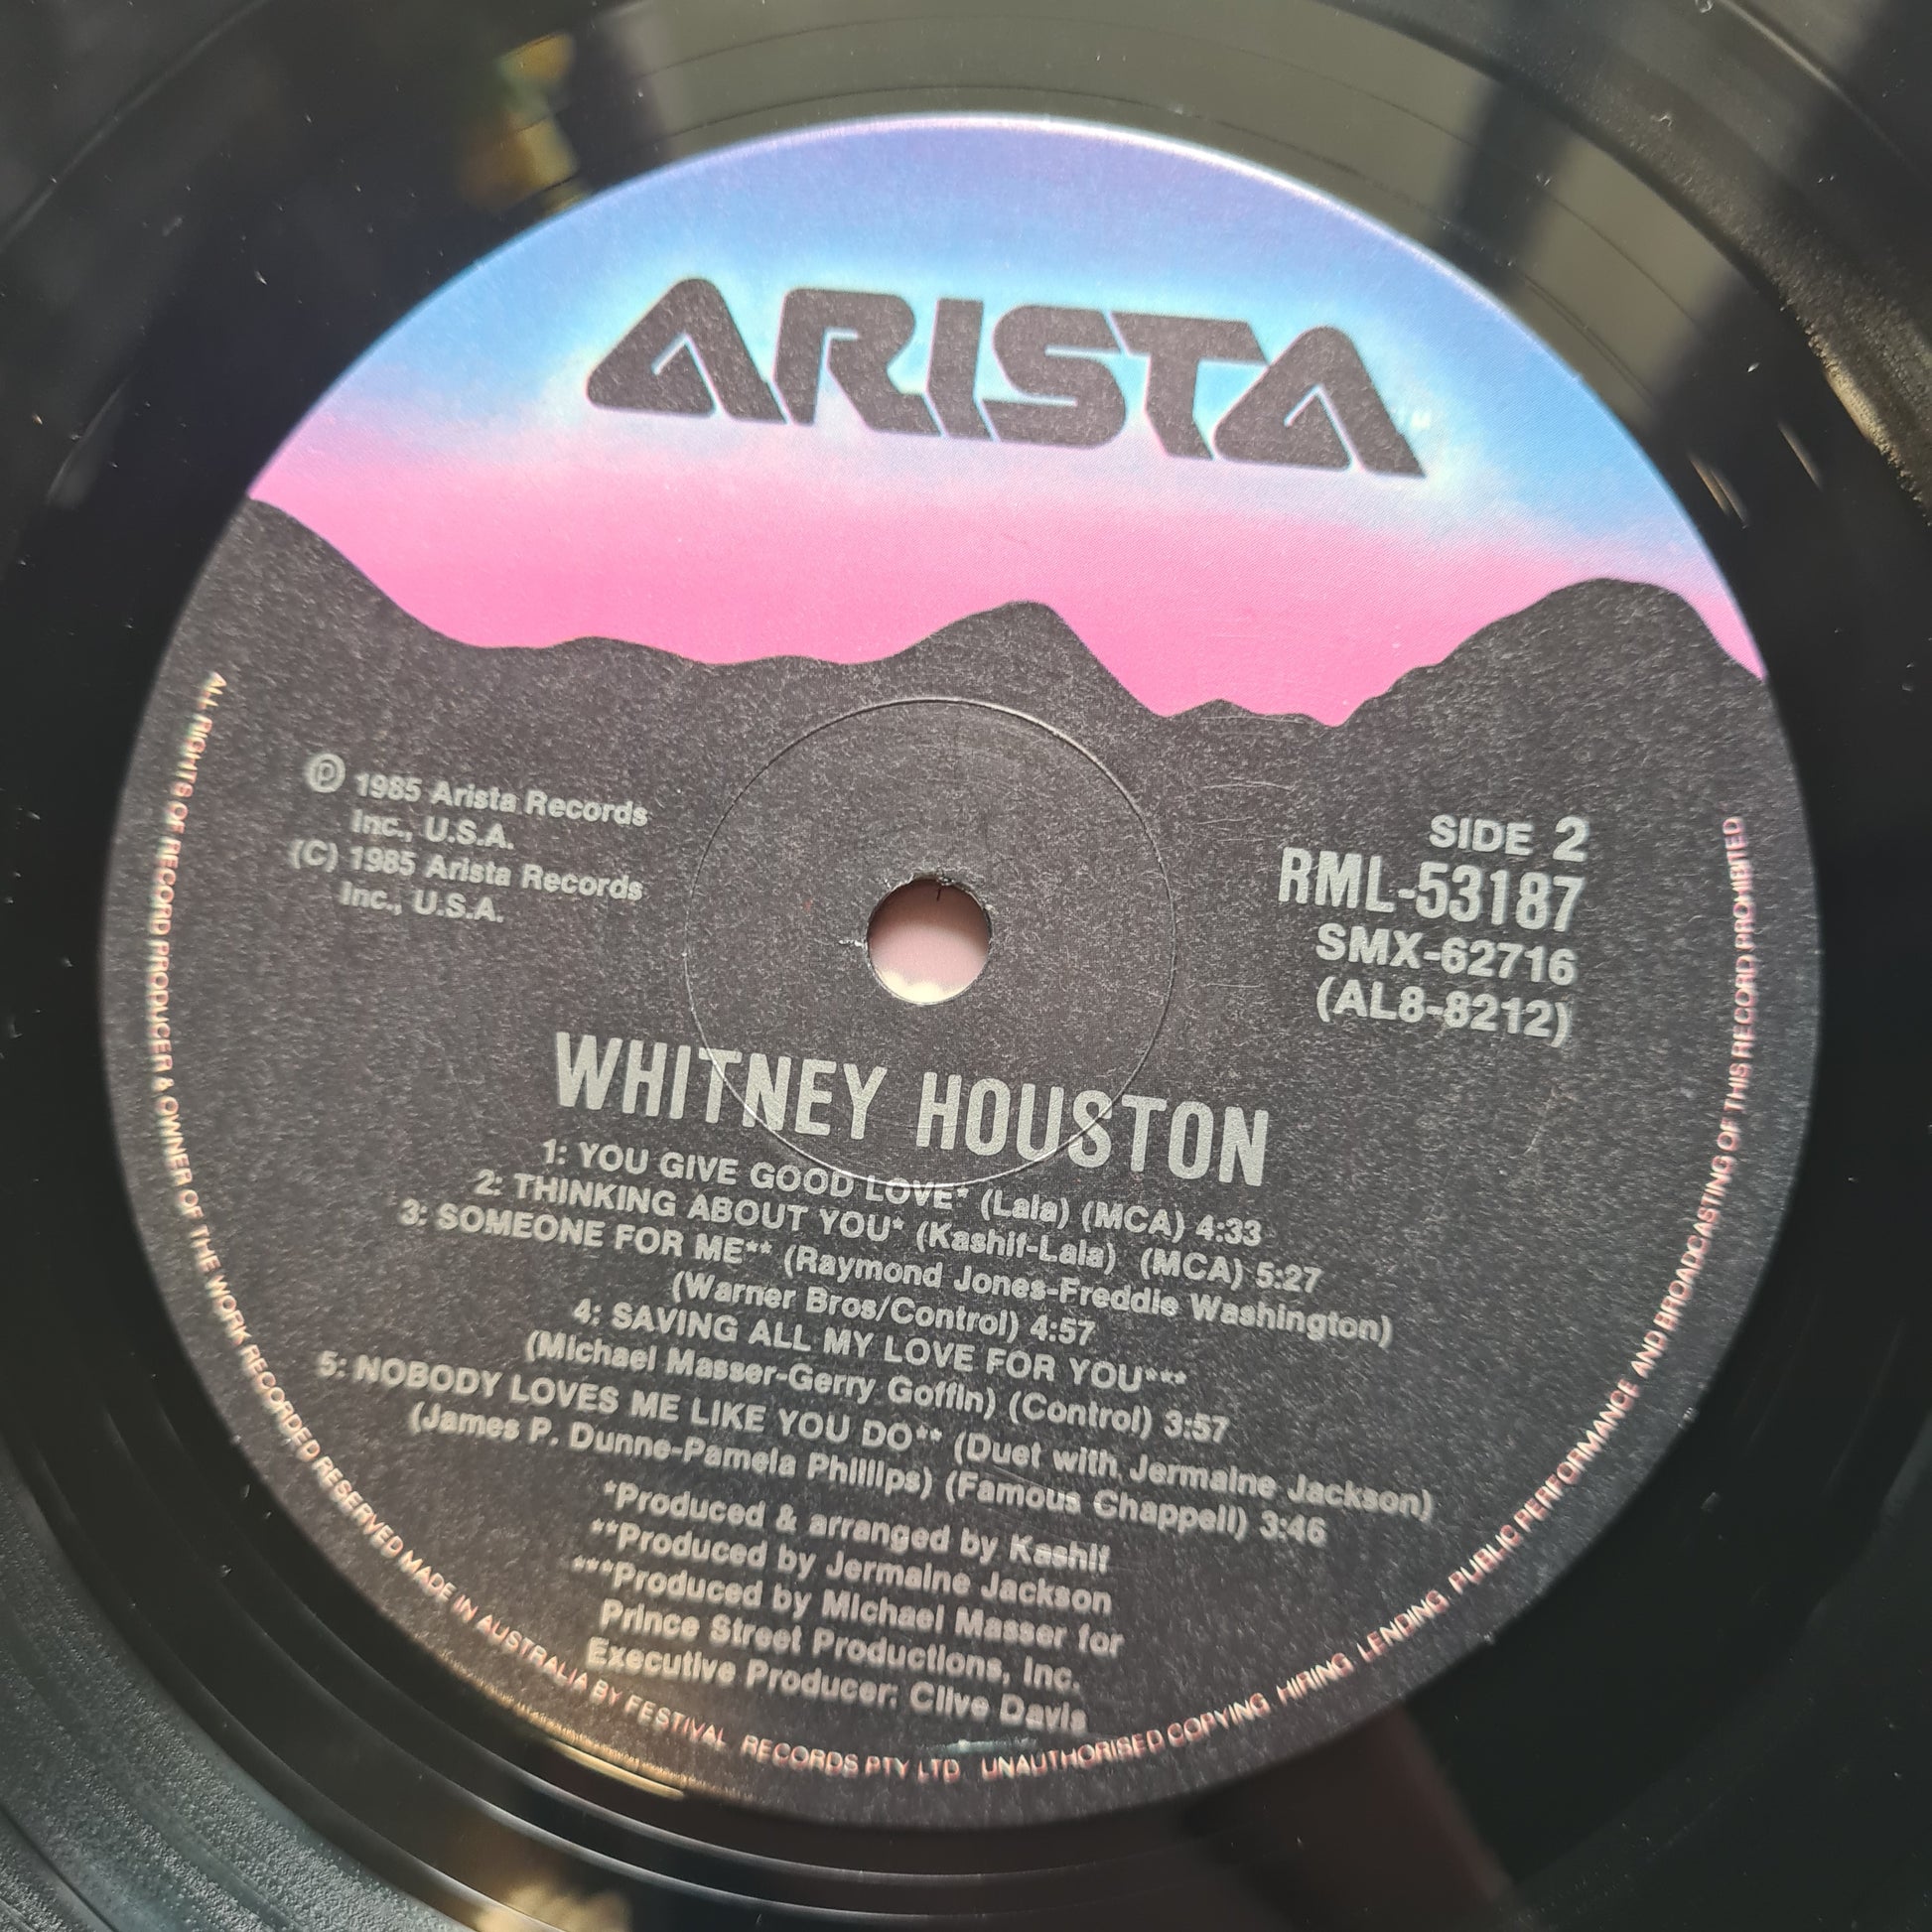 ARISTA
Ⓟ 1985 Arista Records
Inc., U.S.A.
(C) 1985 Arista Records
Inc., U.S.A.
SIDE 2
RML-53187
SMX-62716
(AL8-8212)
WHITNEY HOUSTON
1: YOU GIVE GOOD LOVE* (Lala) (MCA) 4:33
2: THINKING ABOUT YOU* (Kashif-Lala) (MCA) 5:27
3: SOMEONE FOR ME** (Raymond Jones-Freddie Washington)
(Warner Bros/Control) 4:57
4: SAVING ALL MY LOVE FOR YOU***
(Michael Masser-Gerry Goffin) (Control) 3:57
5: NOBODY LOVES ME LIKE YOU DO** (Duet with Jermaine Jackson)
(James P. Dunne-Pamela Phillips) (Famous Chappell) 3:46
*Produced & arranged by Kashif
**Produced by Jermaine Jackson
***Produced by Michael Masser for
Prince Street Productions, Inc.
Executive Producer: Clive Davis
ALL RIGHTS OF RECORD PRODUCER & OWNER OF THE WORK RECORDED RESERVED MADE IN AUSTRALIA BY FESTIVAL RECORDS PTY LTD UNAUTHORISED COPYING HIRING LENDING PUBLIC PERFORMANCE AND BROADCASTING OF THIS RECORD PROHIBITED